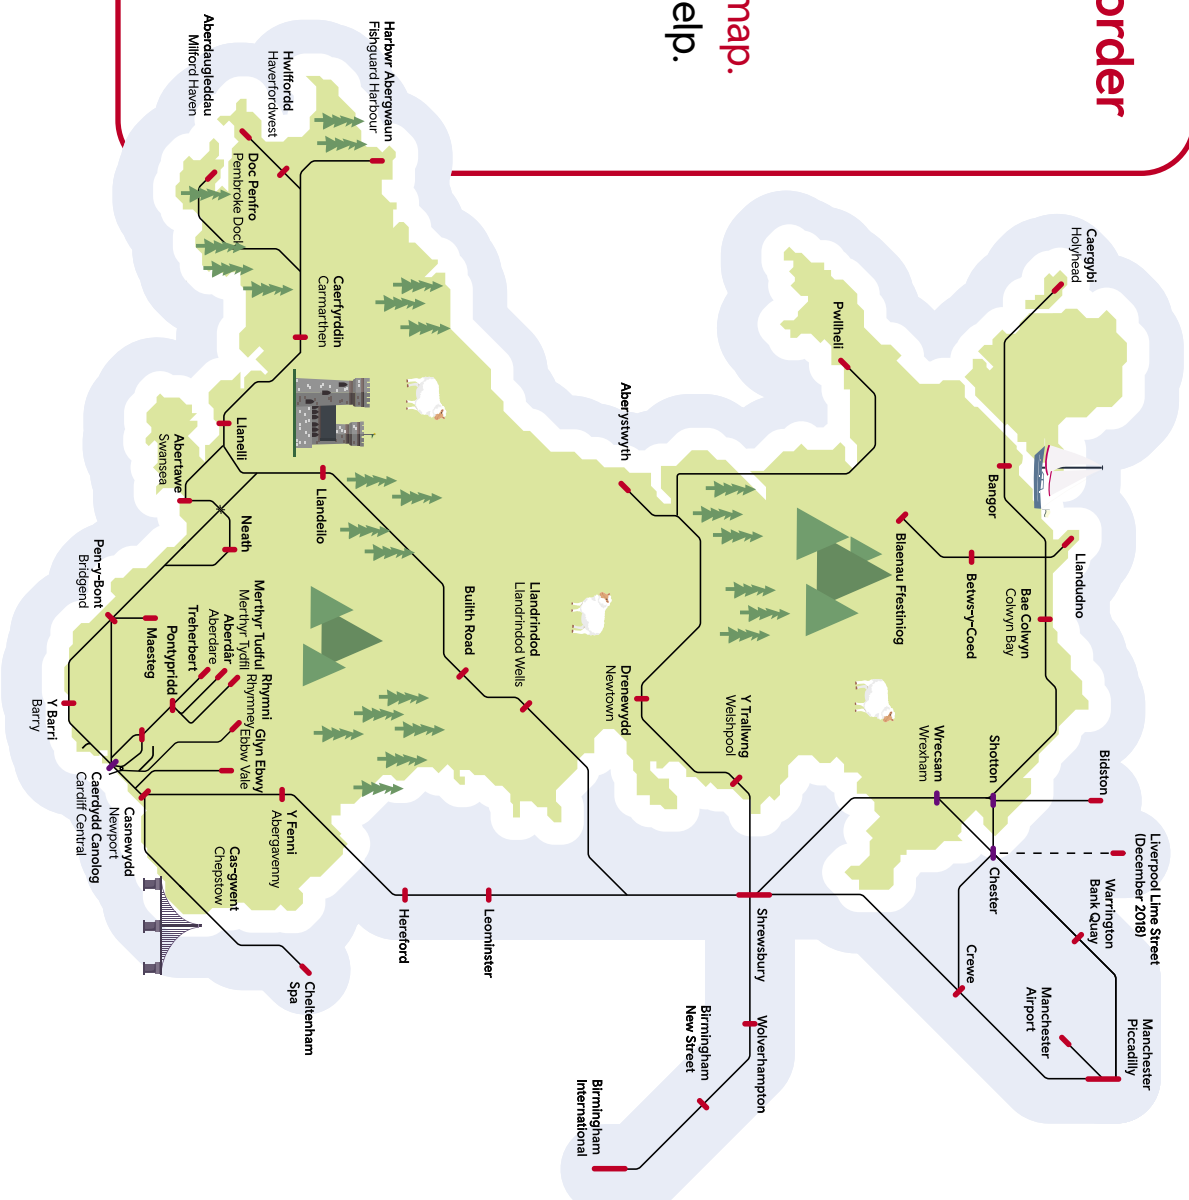 order
map.
elp.
Caergybi
Holyhead
Bangor
Llandudno
Bae Colwyn
Colwyn Bay
Betws-y-Coed
Blaenau Ffestiniog
Pwllheli
Shotton
Bidston
Liverpool Lime Street
(December 2018)
Warrington
Bank Quay
Chester
Crewe
Manchester
Airport
Manchester
Piccadilly
Wrecsam
Wrexham
Aberystwyth
Y Trallwng
Welshpool
Drenewydd
Newtown
Shrewsbury
Wolverhampton
Birmingham
New Street
Birmingham
International
Llandrindod
Llandrindod Wells
Builth Road
Leominster
Hereford
Harbwr Abergwaun
Fishguard Harbour
Hwlffordd
Haverfordwest
Aberdaugleddau
Milford Haven
Doc Penfro
Pembroke Dock
Caerfyrddin
Carmarthen
Llandeilo
Llanelli
Abertawe
Swansea
Neath
Pen-y-Bont
Bridgend
Maesteg
Merthyr Tudful
Merthyr Tydfil
Aberdâr
Aberdare
Treherbert
Pontypridd
Rhymni
Rhymney
Glyn Ebwy
Ebbw Vale
Y Fenni
Abergavenny
Y Barri
Barry
Caerdydd Canolog
Cardiff Central
Casnewydd
Newport
Cas-gwent
Chepstow
Cheltenham
Spa